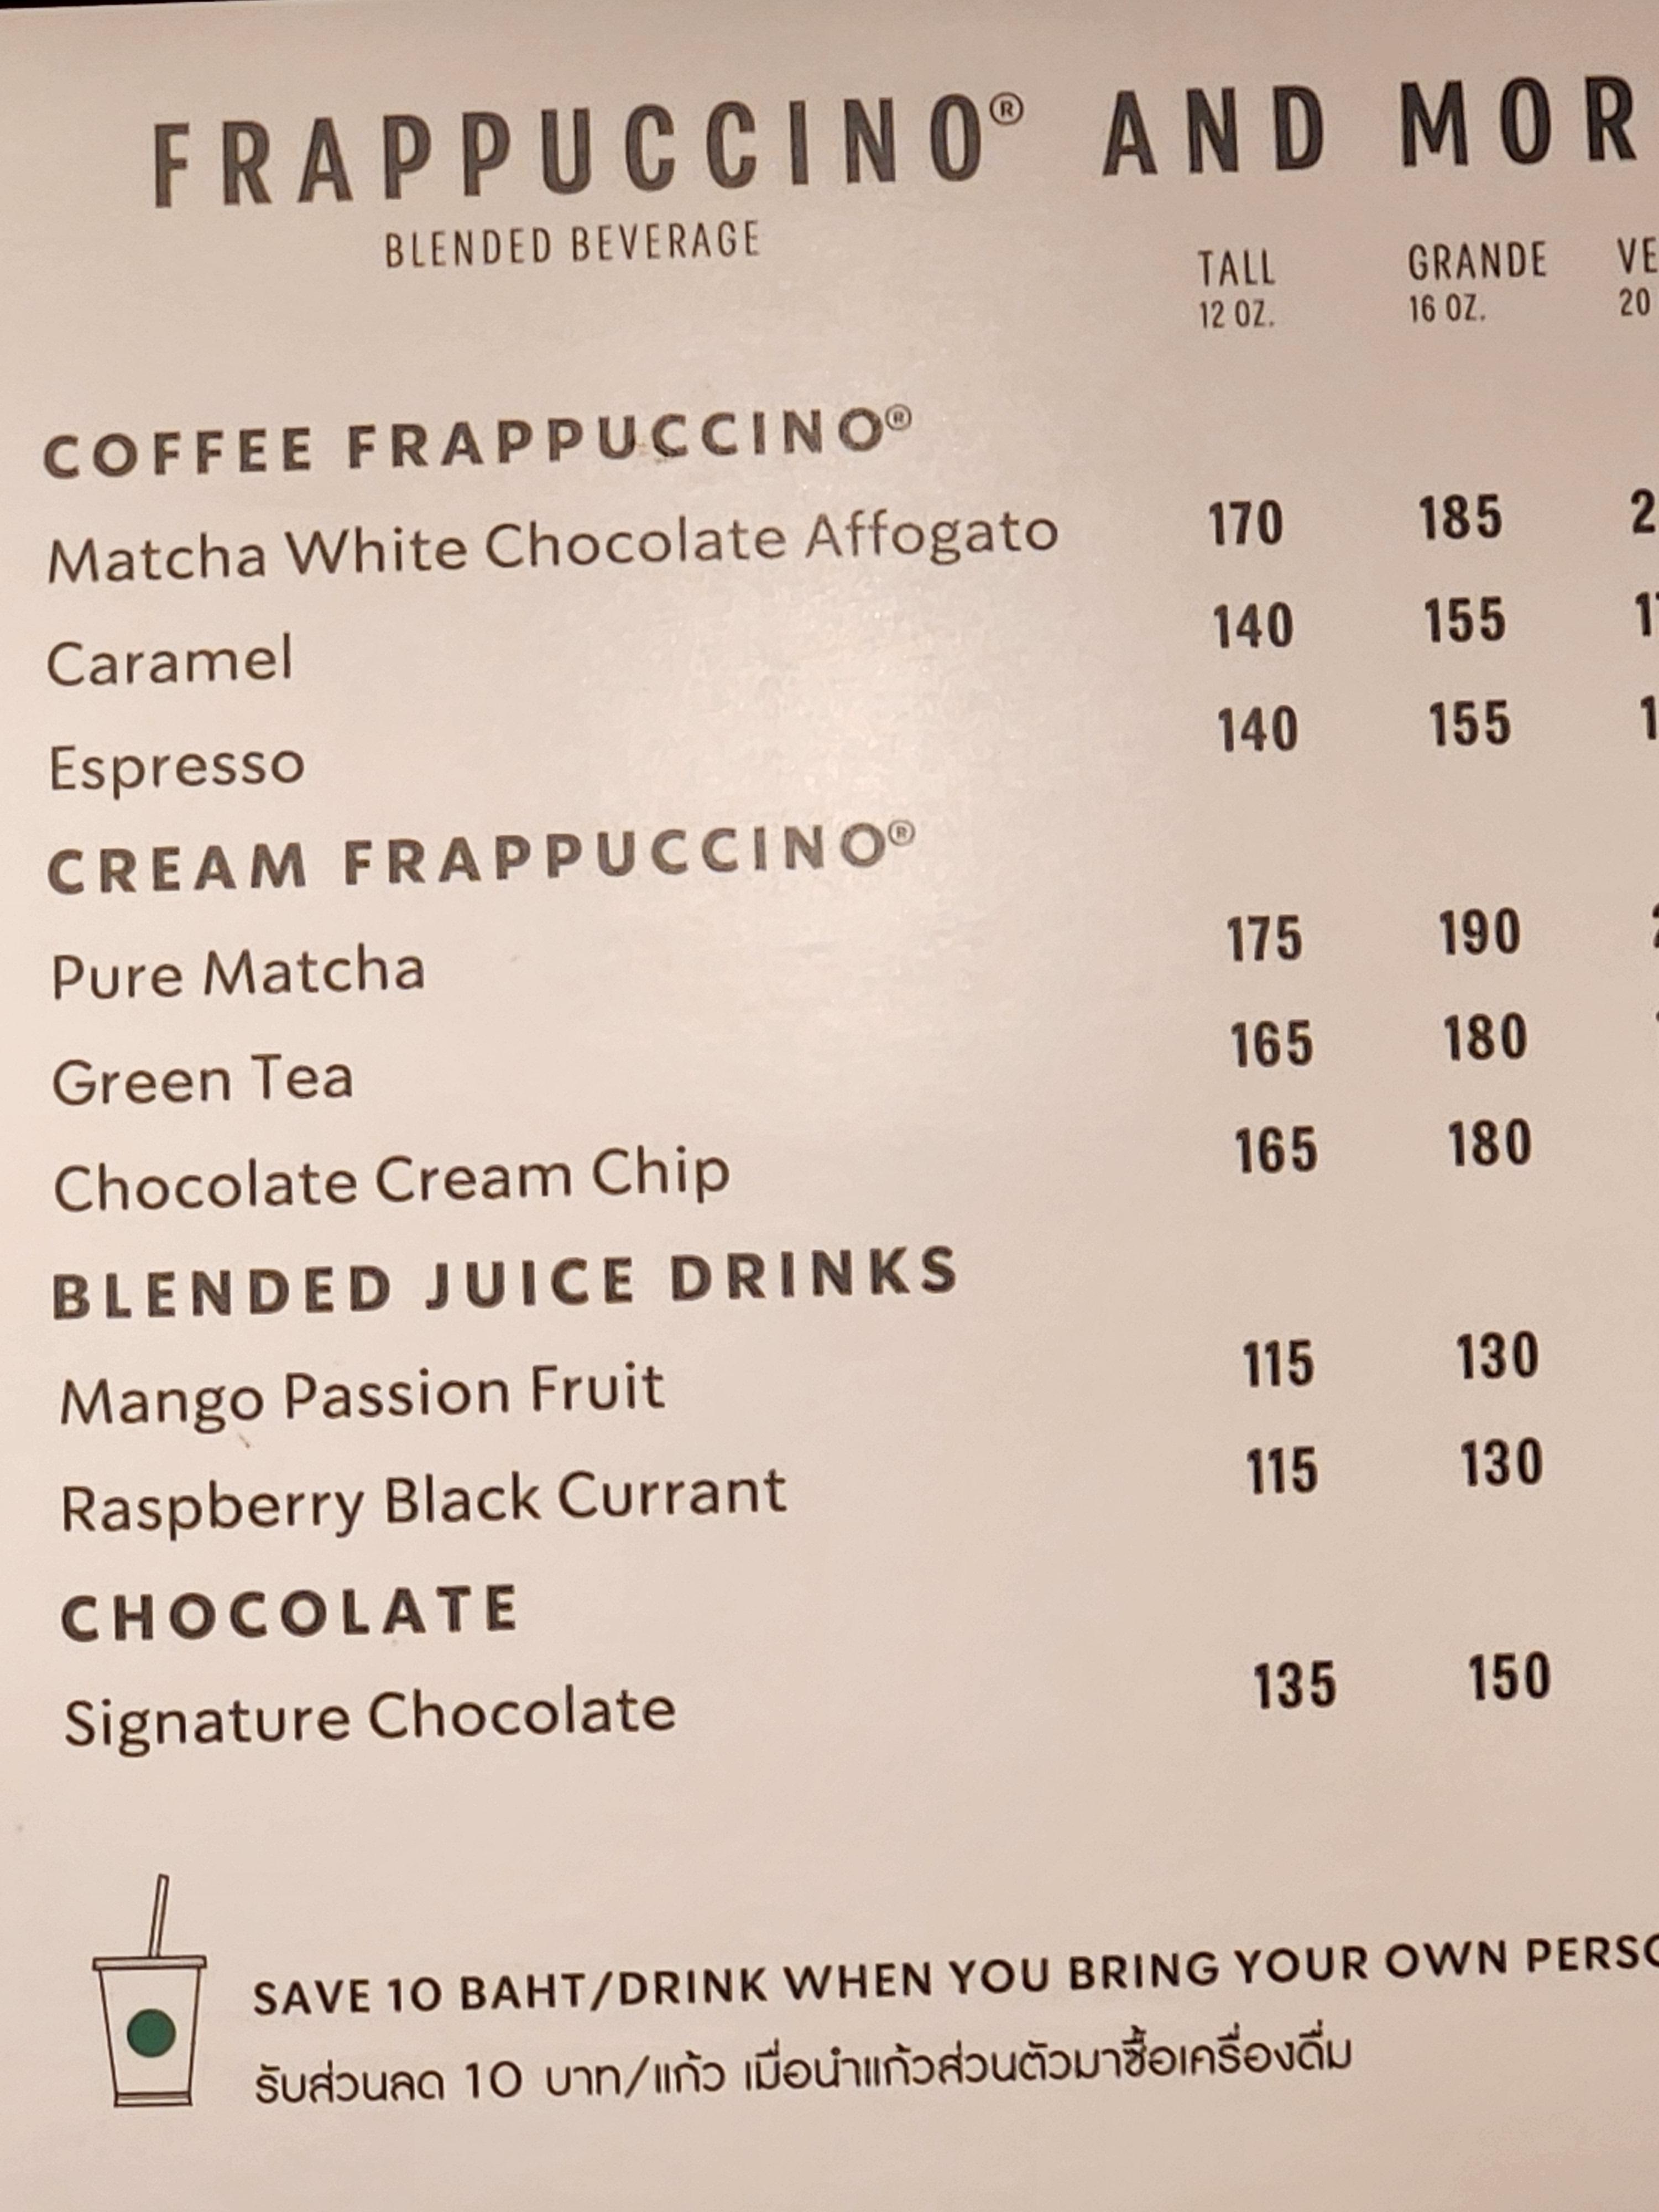 FRAPPUCCINO® AND MOR
BLENDED BEVERAGE
TALL GRANDE VE
12 OZ. 16 OZ. 20
COFFEE FRAPPUCCINO®
Matcha White Chocolate Affogato 170 185
Caramel 140 155
Espresso 140 155
CREAM FRAPPUCCINO®
Pure Matcha 175 190
Green Tea 165 180
Chocolate Cream Chip 165 180
BLENDED JUICE DRINKS
Mango Passion Fruit 115 130
Raspberry Black Currant 115 130
CHOCOLATE
Signature Chocolate 135 150
SAVE 10 BAHT/DRINK WHEN YOU BRING YOUR OWN PERSO
รับส่วนลด 10 บาท/แก้ว เมื่อนำแก้วส่วนตัวมาซื้อเครื่องดื่ม